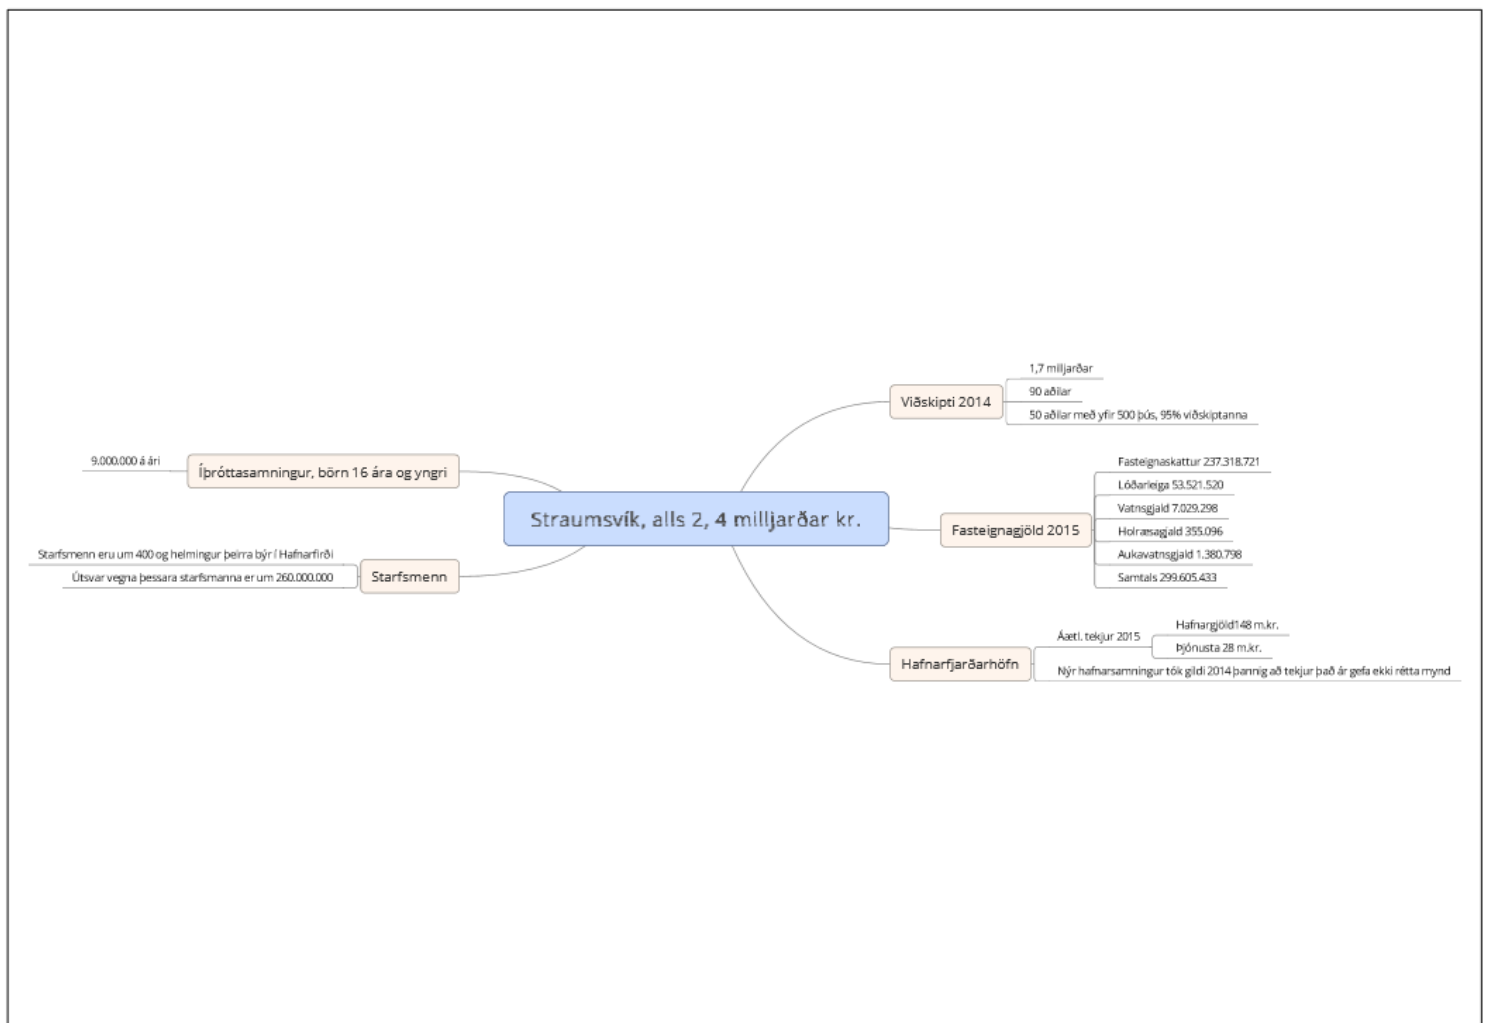 Straumsvík, alls 2, 4 milljarðar kr.
Viðskipti 2014
1,7 milljarðar
90 aðilar
50 aðilar með yfir 500 þús, 95% viðskiptanna
Fasteignagjöld 2015
Fasteignaskattur 237.318.721
Lóðarleiga 53.521.520
Vatnsgjald 7.029.298
Holræsagjald 355.096
Aukavatnsgjald 1.380.798
Samtals 299.605.433
Hafnarfjarðarhöfn
Áætl. tekjur 2015
Hafnargjöld148 m.kr.
Þjónusta 28 m.kr.
Nýr hafnarsamningur tók gildi 2014 þannig að tekjur það ár gefa ekki rétta mynd
Íþróttasamningur, börn 16 ára og yngri
9.000.000 á ári
Starfsmenn
Starfsmenn eru um 400 og helmingur þeirra býr í Hafnarfirði
Útsvar vegna þessara starfsmanna er um 260.000.000